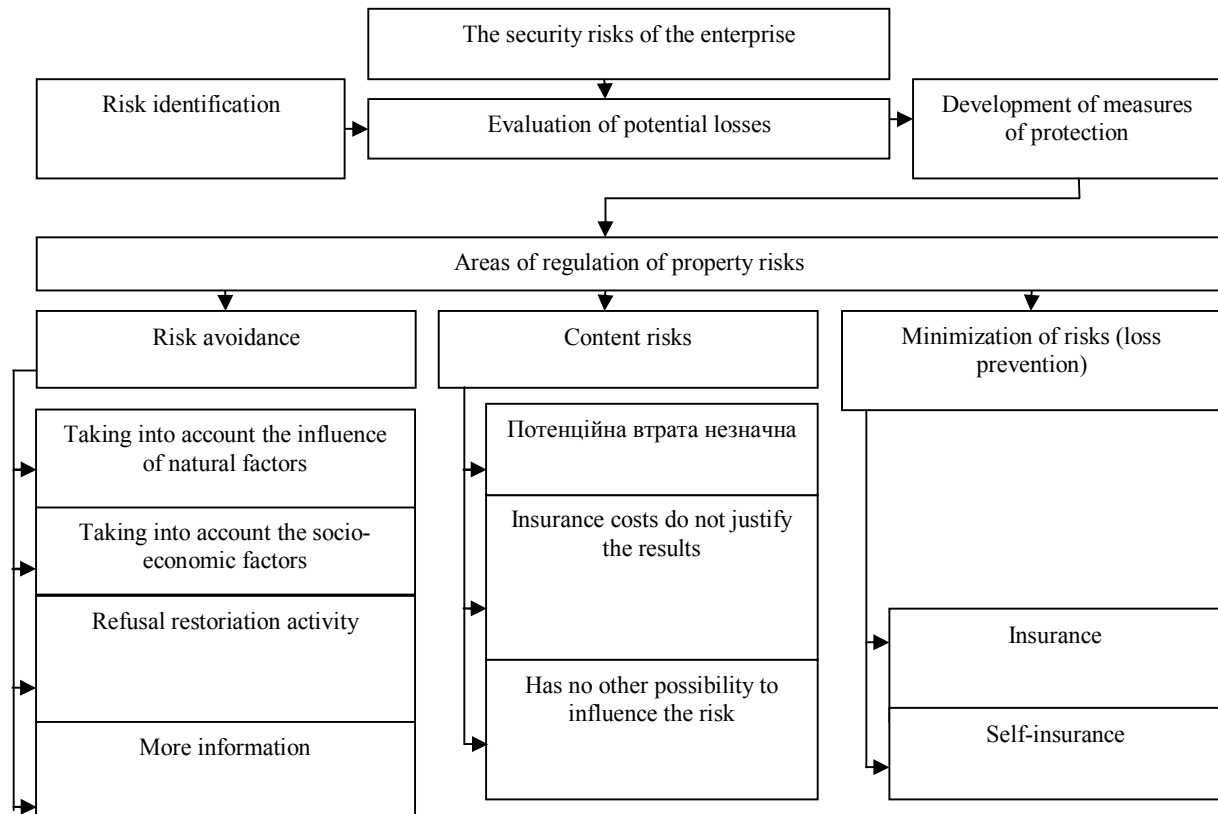 The security risks of the enterprise
Risk identification
Evaluation of potential losses
Development of measures
of protection
Areas of regulation of property risks
Risk avoidance
Content risks
Minimization of risks (loss
prevention)
Taking into account the influence
of natural factors
Taking into account the socio-
economic factors
Refusal restoriation activity
More information
Потенційна втрата незначна
Insurance costs do not justify
the results
Has no other possibility to
influence the risk
Insurance
Self-insurance